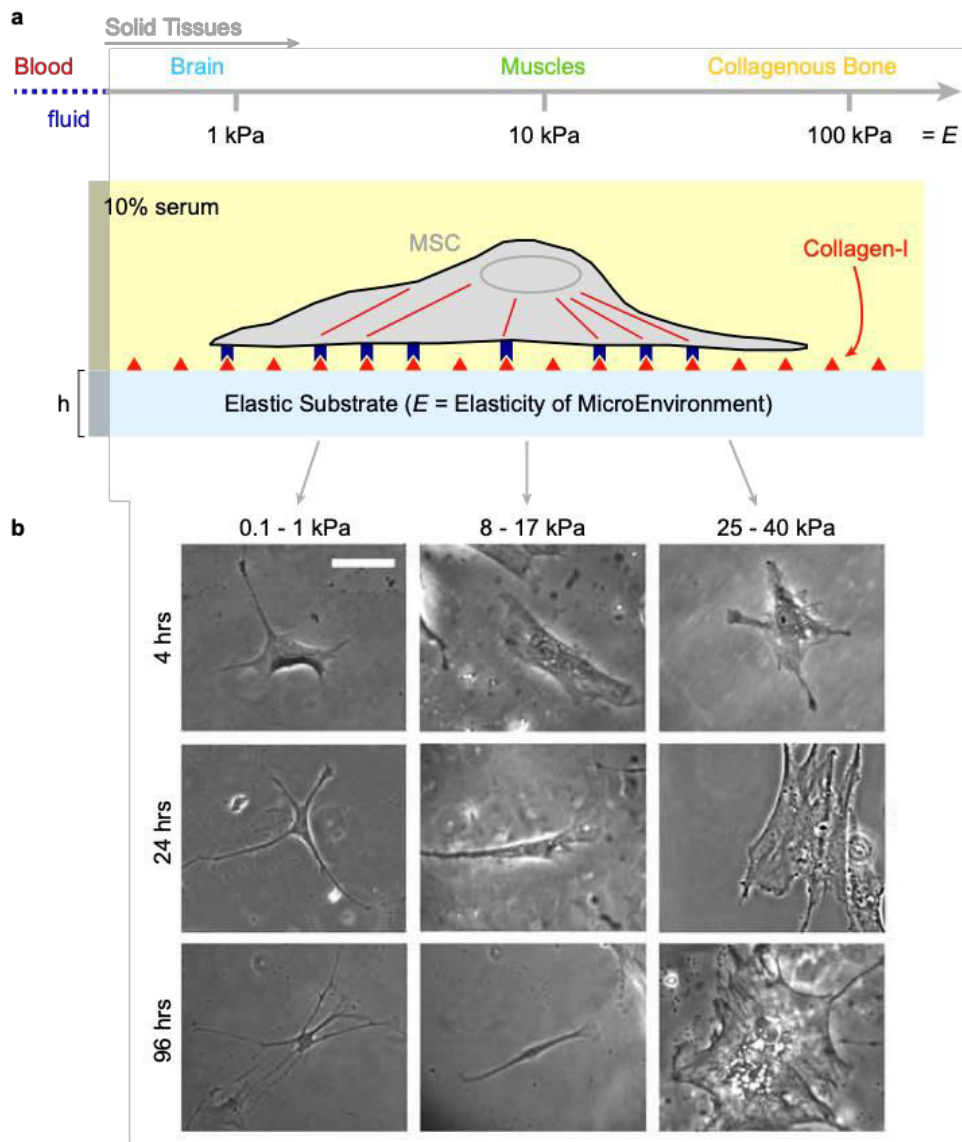 a
Solid Tissues
Blood Brain Muscles Collagenous Bone
fluid
1 kPa 10 kPa 100 kPa = E
10% serum
MSC
Collagen-I
h
Elastic Substrate (E = Elasticity of MicroEnvironment)
b
0.1 - 1 kPa 8 - 17 kPa 25 - 40 kPa
4 hrs
24 hrs
96 hrs